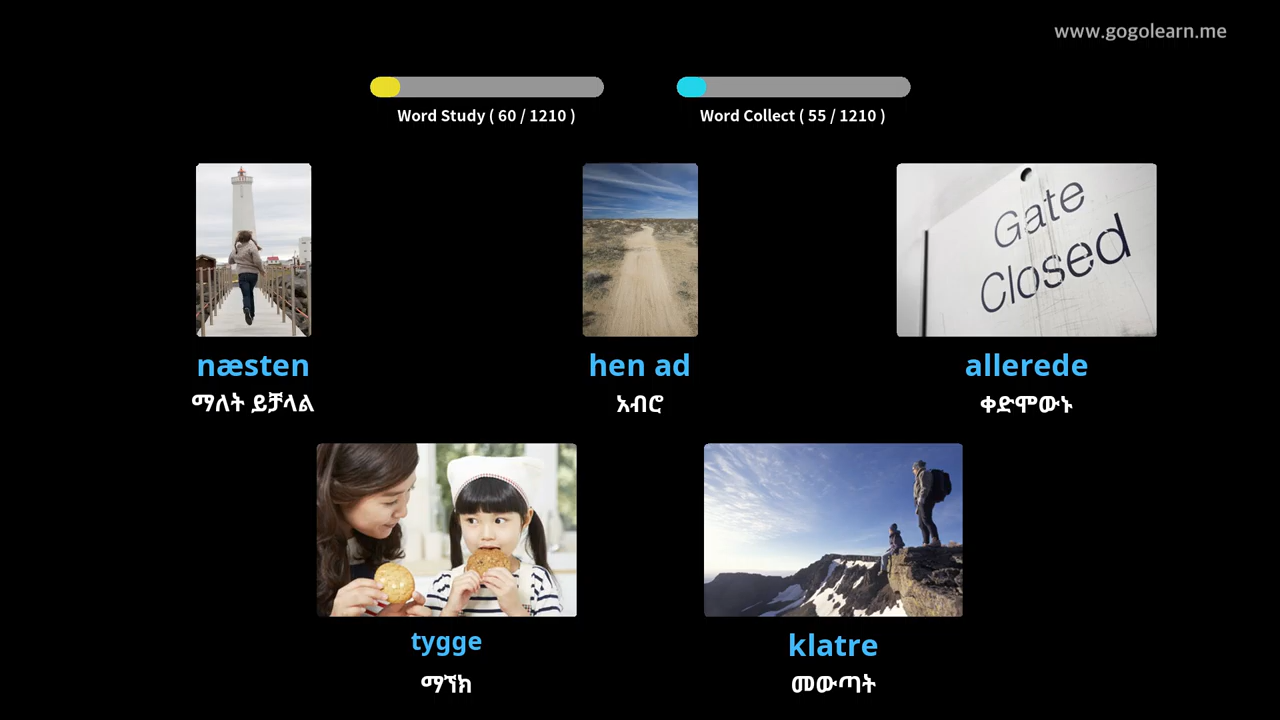 www.gogolearn.me
Word Study ( 60 / 1210 )
Word Collect ( 55 / 1210 )
Gate
Closed
næsten
ማለት ይቻላል
hen ad
አብሮ
allerede
ቀድሞውኑ
tygge
ማኘክ
klatre
መውጣት